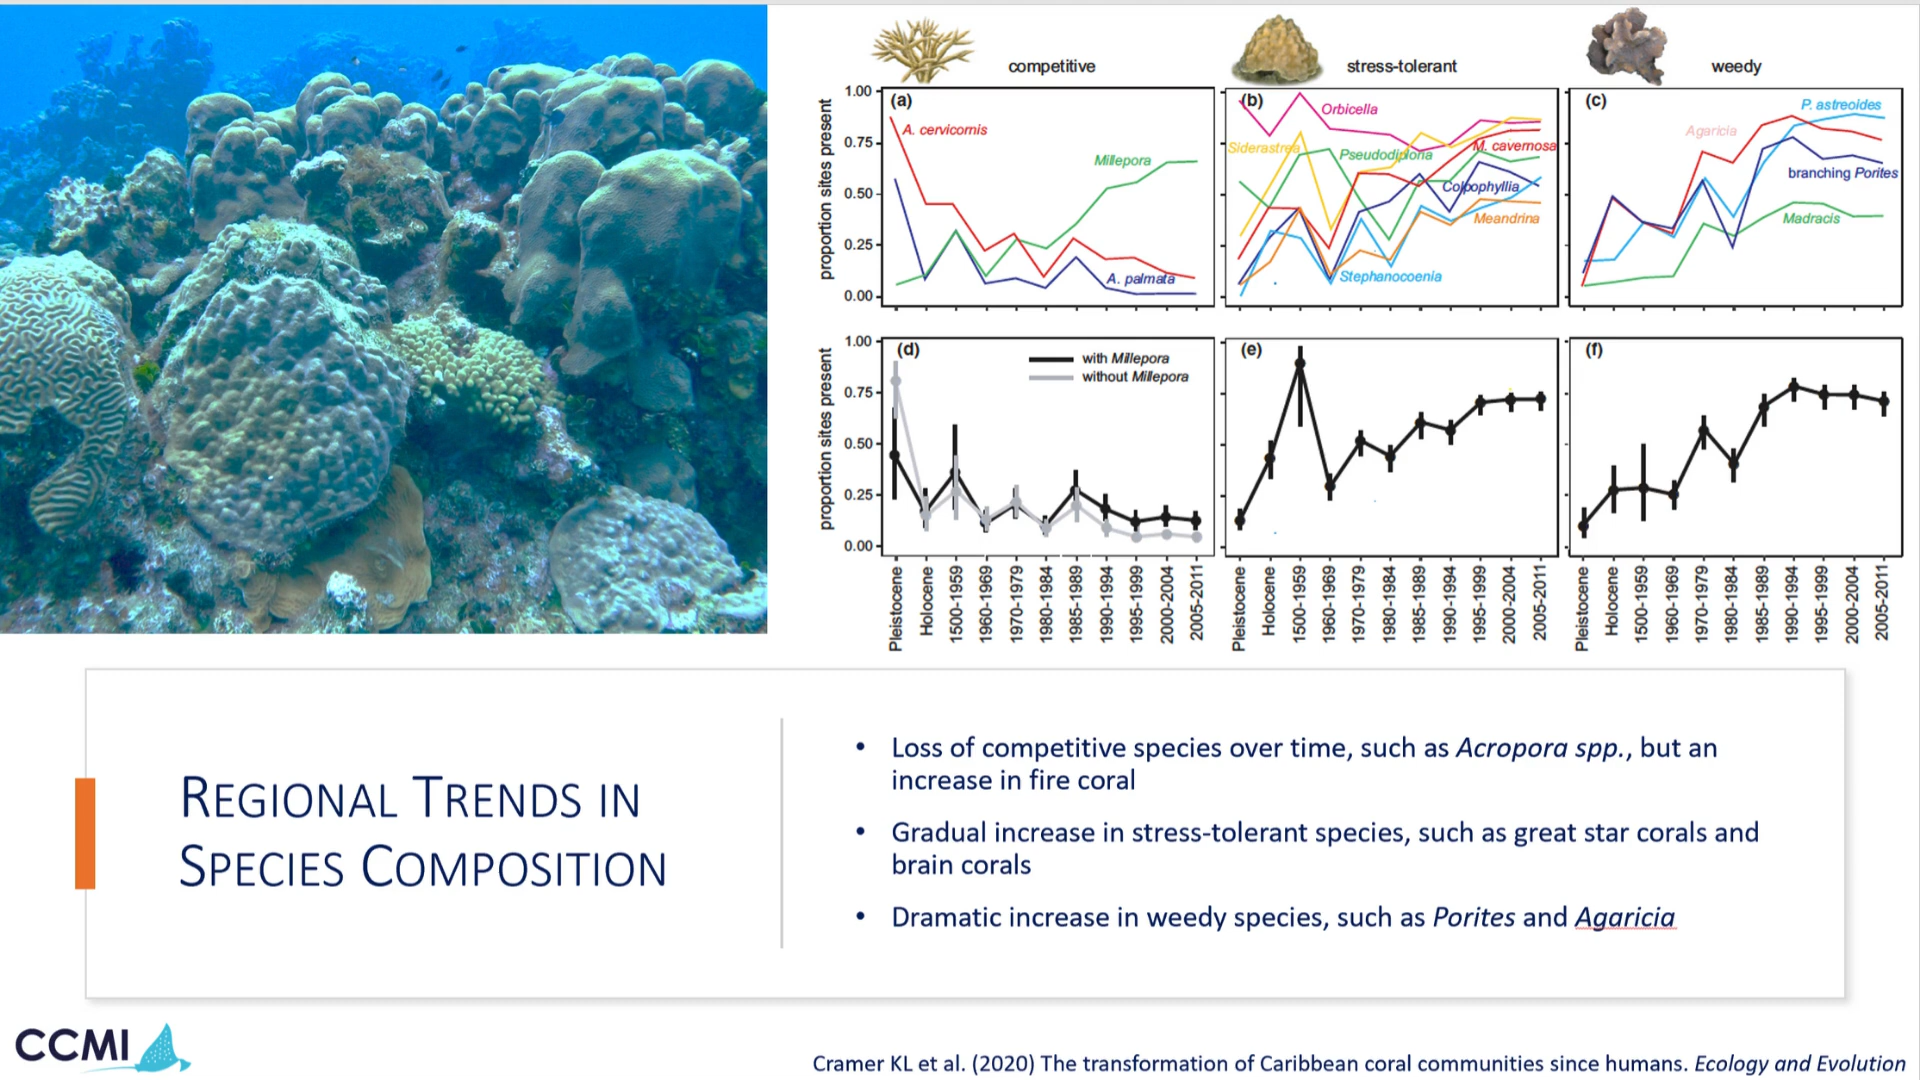 competitive
stress-tolerant
weedy
proportion sites present
1.00
0.75
0.50
0.25
0.00
(a)
A. cervicornis
Millepora
A. palmata
(b)
Orbicella
Siderastrea
Pseudodiploria
M. cavernosa
Colpophyllia
Meandrina
Stephanocoenia
(c)
P. astreoides
Agaricia
branching Porites
Madracis
proportion sites present
1.00
0.75
0.50
0.25
0.00
(d)
with Millepora
without Millepora
(e)
(f)
Pleistocene
Holocene
1500-1959
1960-1969
1970-1979
1980-1984
1985-1989
1990-1994
1995-1999
2000-2004
2005-2011
Pleistocene
Holocene
1500-1959
1960-1969
1970-1979
1980-1984
1985-1989
1990-1994
1995-1999
2000-2004
2005-2011
Pleistocene
Holocene
1500-1959
1960-1969
1970-1979
1980-1984
1985-1989
1990-1994
1995-1999
2000-2004
2005-2011
REGIONAL TRENDS IN
SPECIES COMPOSITION
• Loss of competitive species over time, such as Acropora spp., but an
increase in fire coral
• Gradual increase in stress-tolerant species, such as great star corals and
brain corals
• Dramatic increase in weedy species, such as Porites and Agaricia
CCMI
Cramer KL et al. (2020) The transformation of Caribbean coral communities since humans. Ecology and Evolution